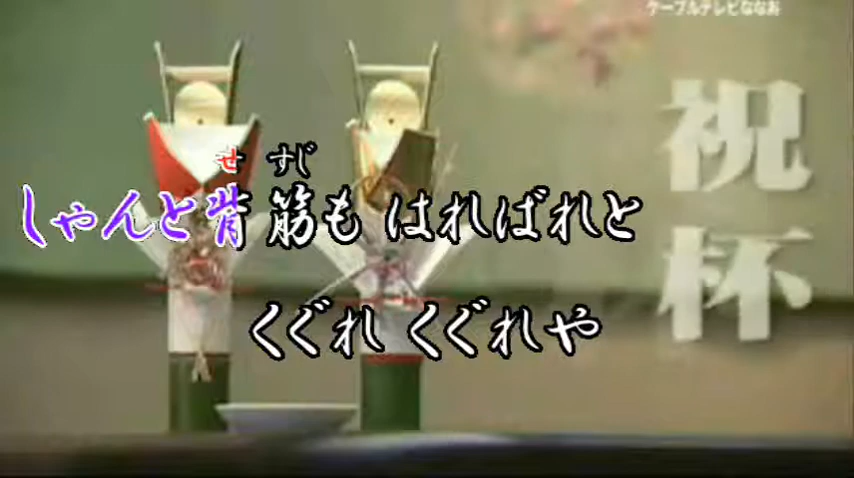 ケーブルテレビななお
祝杯
せ すじ
しゃんと背筋も はればれと
くぐれ くぐれや